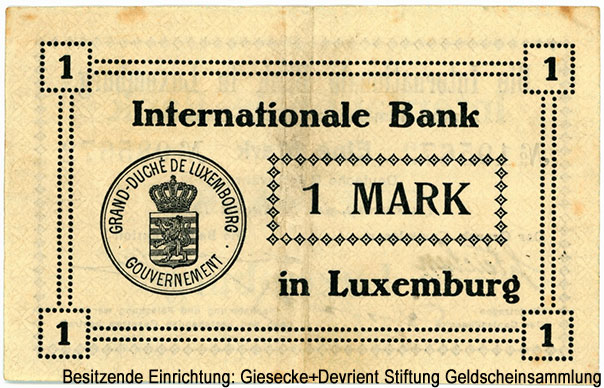 1 1
Internationale Bank
GRAND-DUCHÉ DE LUXEMBOURG
· GOUVERNEMENT ·
1 MARK
in Luxemburg
1 1
Besitzende Einrichtung: Giesecke+Devrient Stiftung Geldscheinsammlung